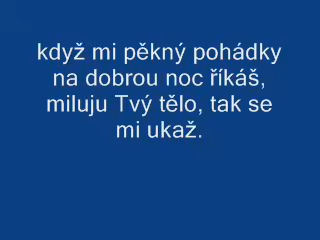 když mi pěkný pohádky
na dobrou noc říkáš,
miluju Tvý tělo, tak se
mi ukaž.